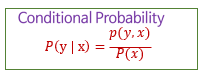 Conditional Probability
P(y | x) = p(y, x) / P(x)